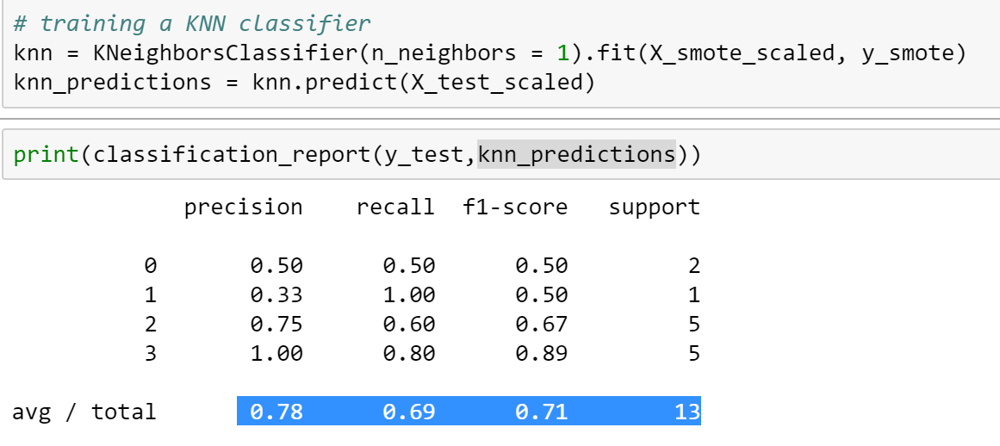 # training a KNN classifier
knn = KNeighborsClassifier(n_neighbors = 1).fit(X_smote_scaled, y_smote)
knn_predictions = knn.predict(X_test_scaled)
print(classification_report(y_test,knn_predictions))
precision recall f1-score support
0 0.50 0.50 0.50 2
1 0.33 1.00 0.50 1
2 0.75 0.60 0.67 5
3 1.00 0.80 0.89 5
avg / total 0.78 0.69 0.71 13